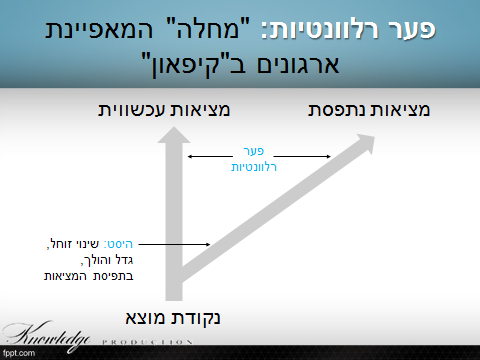 פער רלוונטיות: "מחלה" המאפיינת
ארגונים ב"קיפאון"
מציאות נתפסת
מציאות עכשווית
פער
רלוונטיות
היסט: שינוי זוחל,
גדל והולך,
בתפיסת המציאות
נקודת מוצא
Knowledge PRODUCTION
fppt.com